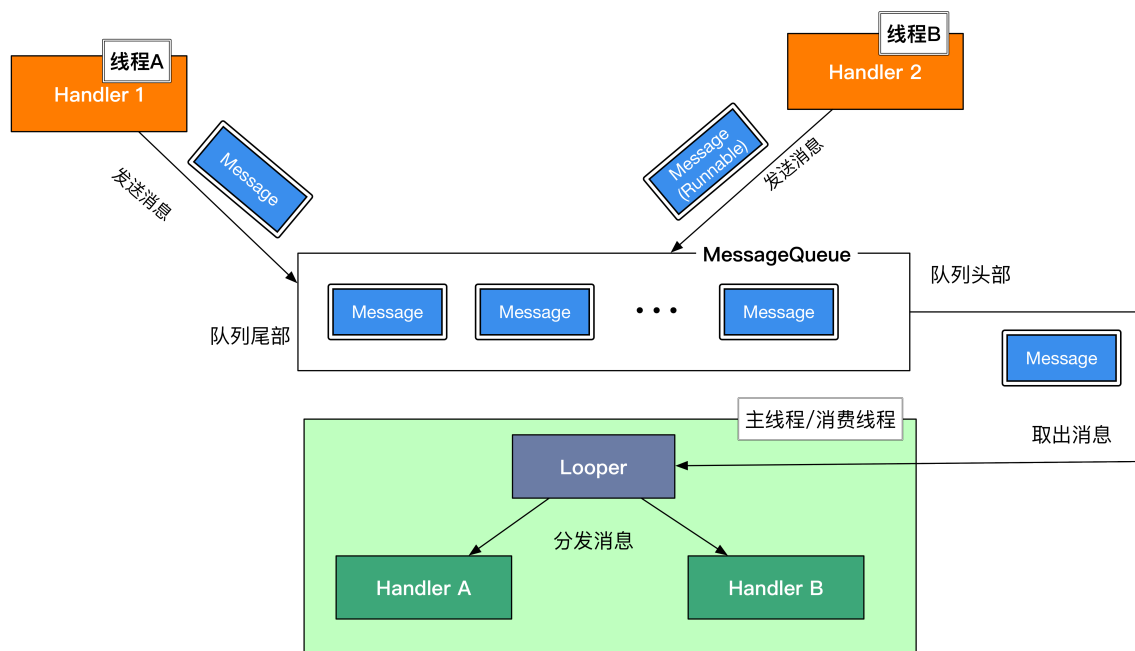 线程A
Handler 1
线程B
Handler 2
Message
发送消息
Message
(Runnable)
发送消息
MessageQueue
队列头部
Message
Message
• • •
Message
队列尾部
Message
主线程/消费线程
取出消息
Looper
分发消息
Handler A
Handler B